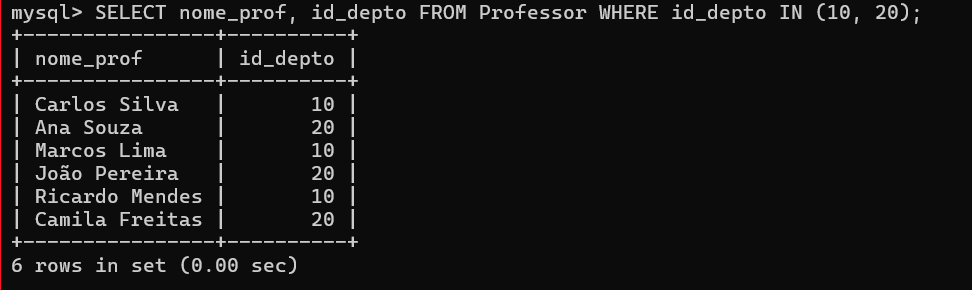 mysql> SELECT nome_prof, id_depto FROM Professor WHERE id_depto IN (10, 20);
+----------------+----------+
| nome_prof      | id_depto |
+----------------+----------+
| Carlos Silva   |       10 |
| Ana Souza      |       20 |
| Marcos Lima    |       10 |
| João Pereira   |       20 |
| Ricardo Mendes |       10 |
| Camila Freitas |       20 |
+----------------+----------+
6 rows in set (0.00 sec)